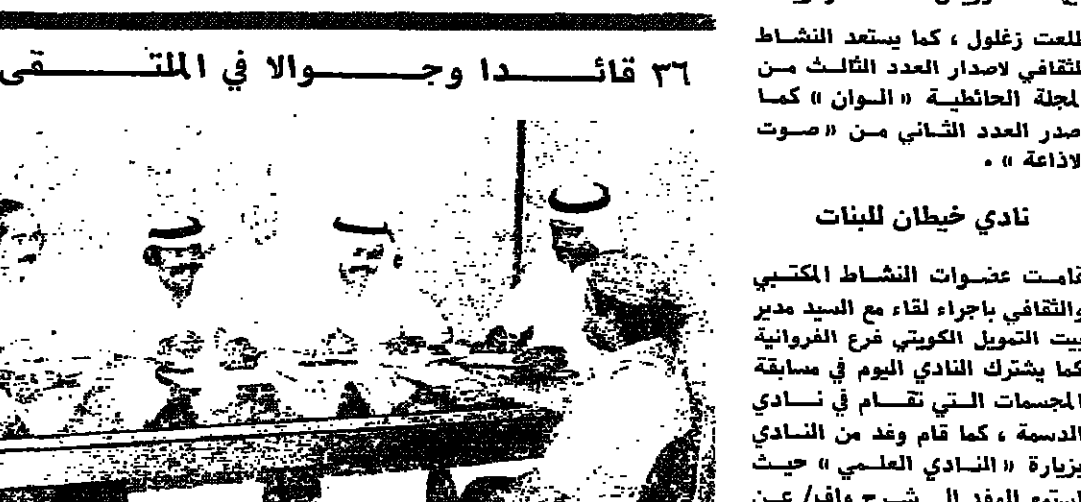 طلعت زغلول ، كما يستعد النشاط
الثقافي لاصدار العدد الثالث من
المجلة الحائطية « الوان » كما
صدر العدد الثاني من « صوت
الاذاعة » .
نادي خيطان للبنات
قامت عضوات النشاط المكتبي
والثقافي باجراء لقاء مع السيد مدير
بيت التمويل الكويتي فرع الفروانية
كما يشترك النادي اليوم في مسابقة
المجسمات التي تقام في نادي
الدسمة ، كما قام وفد من النادي
بزيارة « النادي العلمي » حيث
استمع الوفد الى شرح واف/ عن
٣٦ قائدا وجوالا في الملتقى